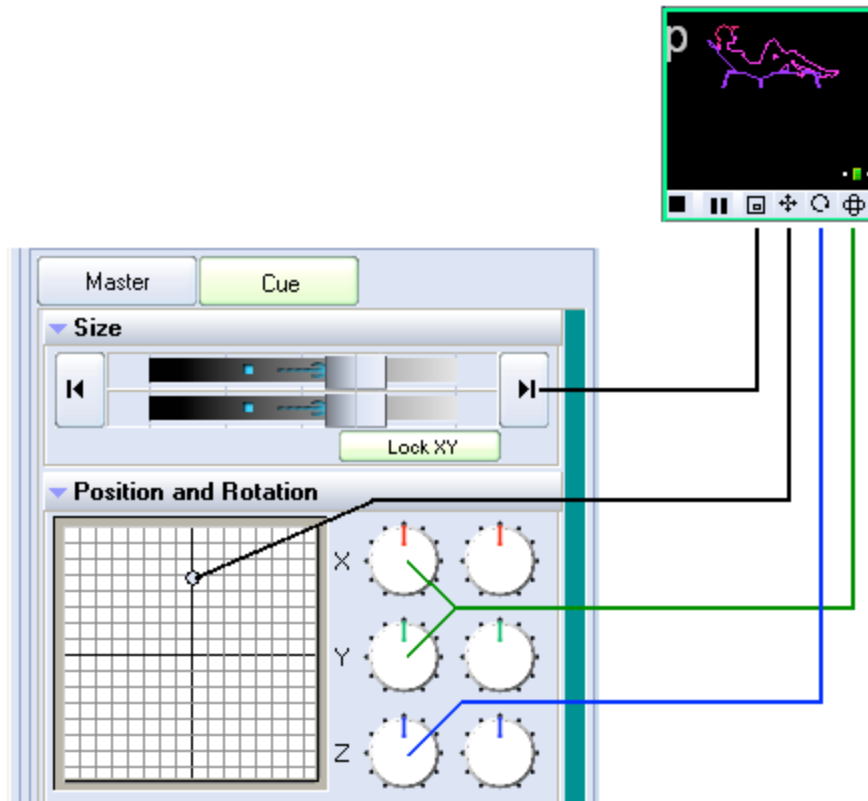 p
Master
Cue
Size
Lock XY
Position and Rotation
X
Y
Z